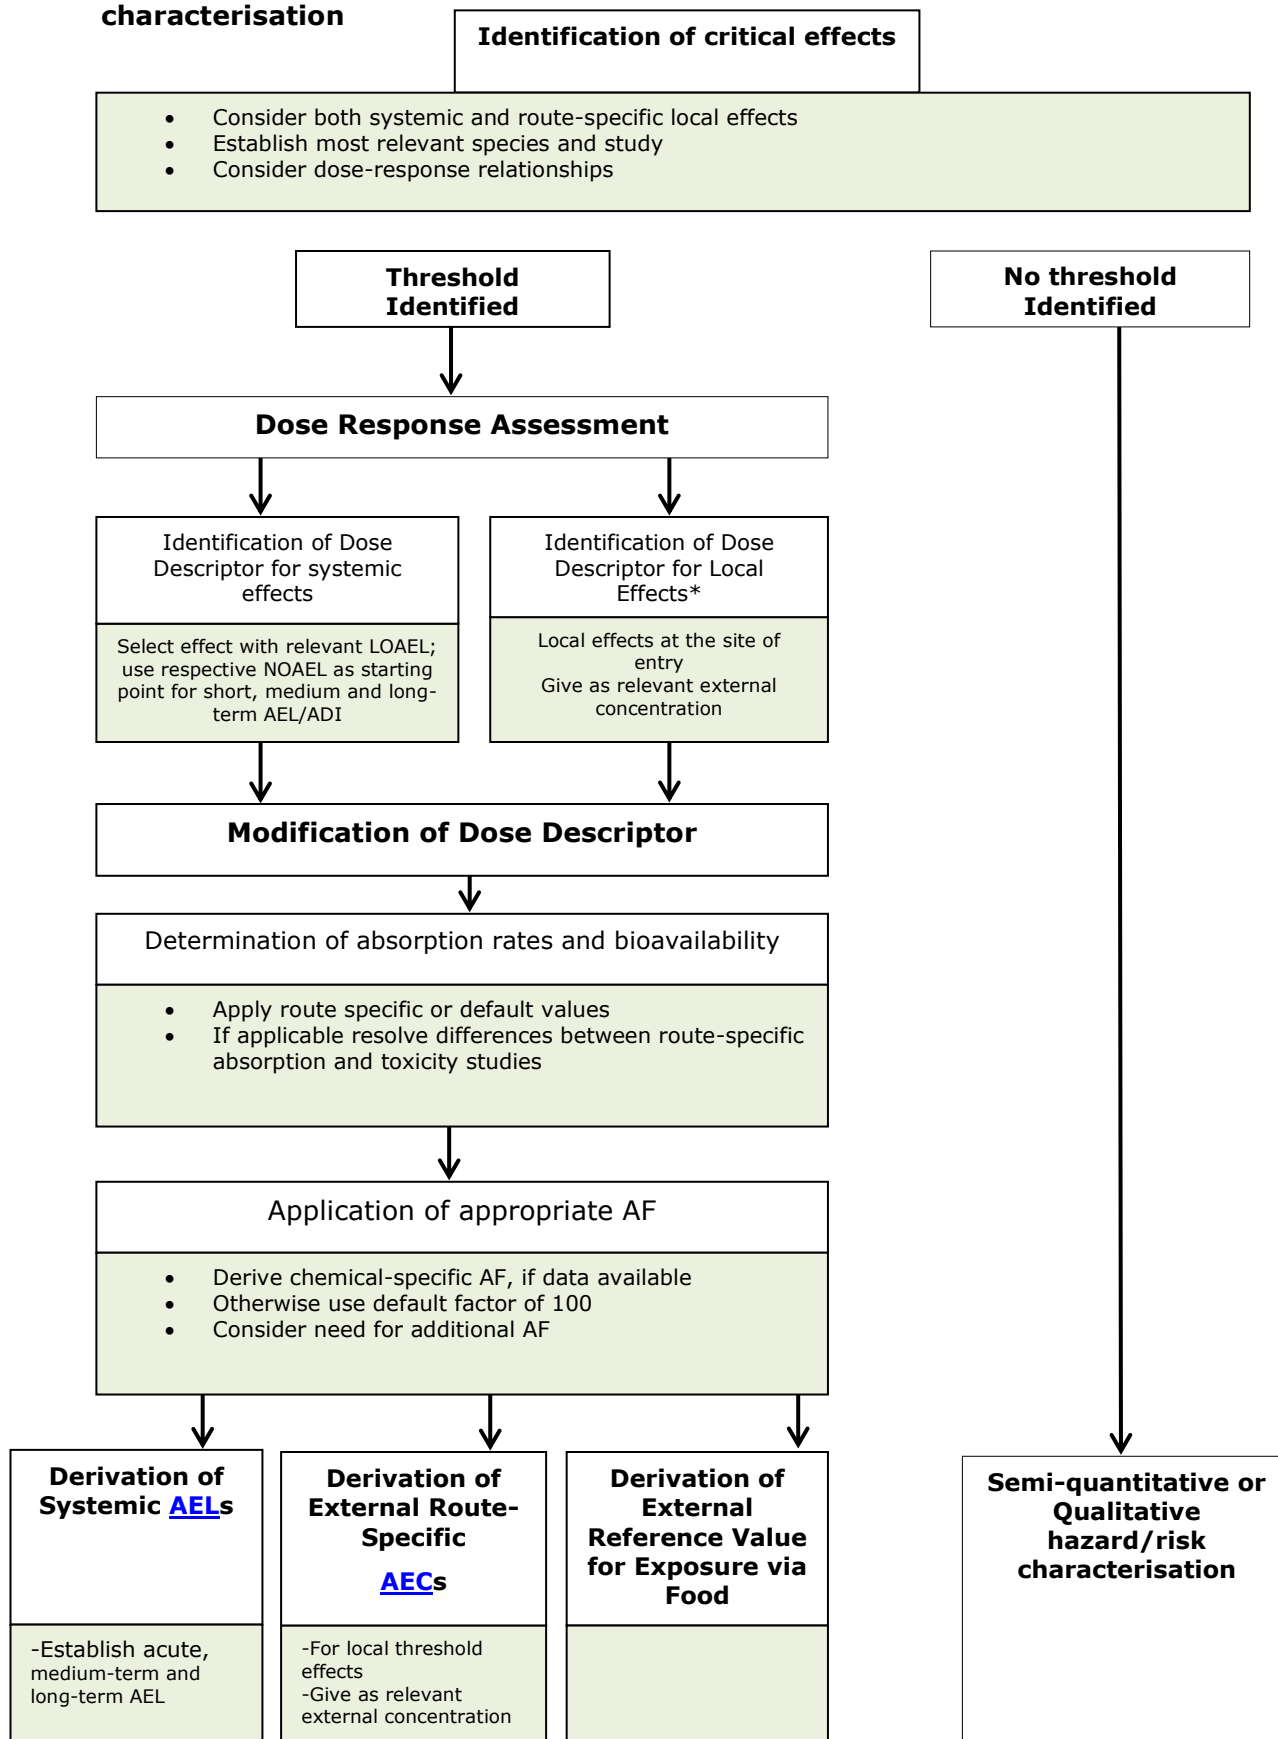 characterisation
Identification of critical effects
• Consider both systemic and route-specific local effects
• Establish most relevant species and study
• Consider dose-response relationships
Threshold
Identified
No threshold
Identified
Dose Response Assessment
Identification of Dose
Descriptor for systemic
effects
Select effect with relevant LOAEL;
use respective NOAEL as starting
point for short, medium and long-
term AEL/ADI
Identification of Dose
Descriptor for Local
Effects*
Local effects at the site of
entry
Give as relevant external
concentration
Modification of Dose Descriptor
Determination of absorption rates and bioavailability
• Apply route specific or default values
• If applicable resolve differences between route-specific
absorption and toxicity studies
Application of appropriate AF
• Derive chemical-specific AF, if data available
• Otherwise use default factor of 100
• Consider need for additional AF
Derivation of
Systemic AELs
-Establish acute,
medium-term and
long-term AEL
Derivation of
External Route-
Specific
AECs
-For local threshold
effects
-Give as relevant
external concentration
Derivation of
External
Reference Value
for Exposure via
Food
Semi-quantitative or
Qualitative
hazard/risk
characterisation